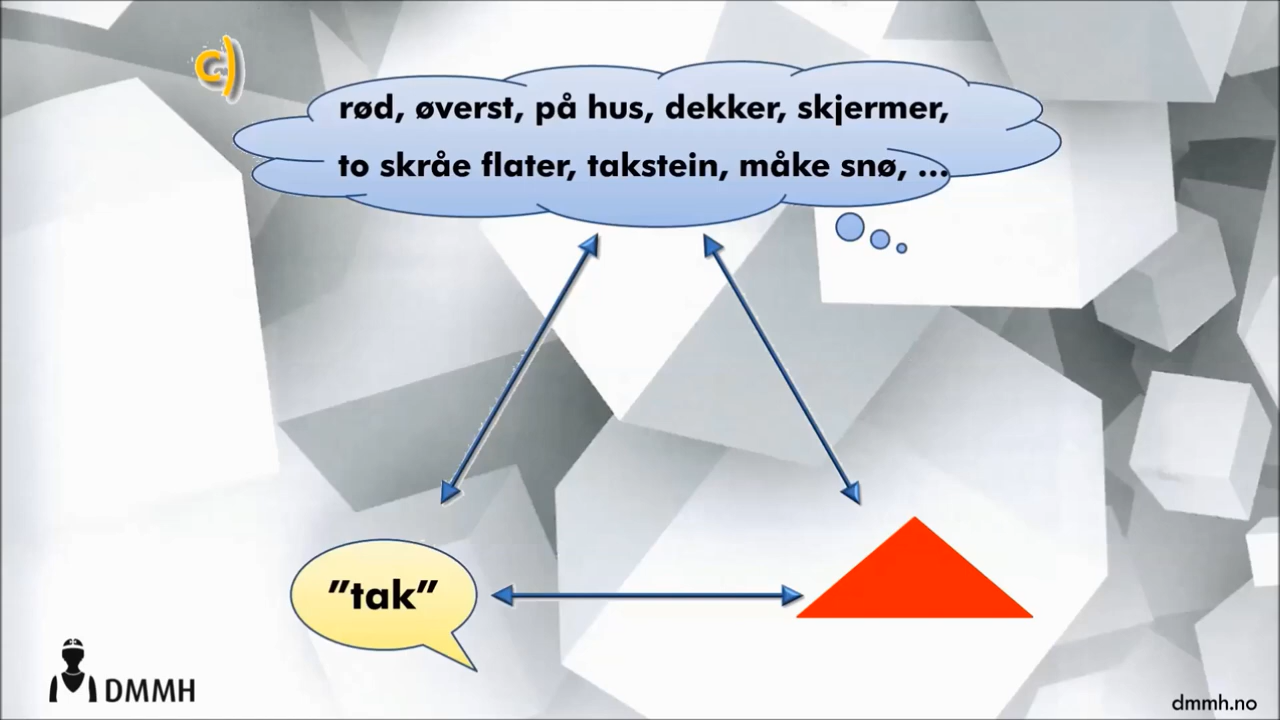 c)
rød, øverst, på hus, dekker, skjermer,
to skråe flater, takstein, måke snø, ...
”tak”
DMMH
dmmh.no